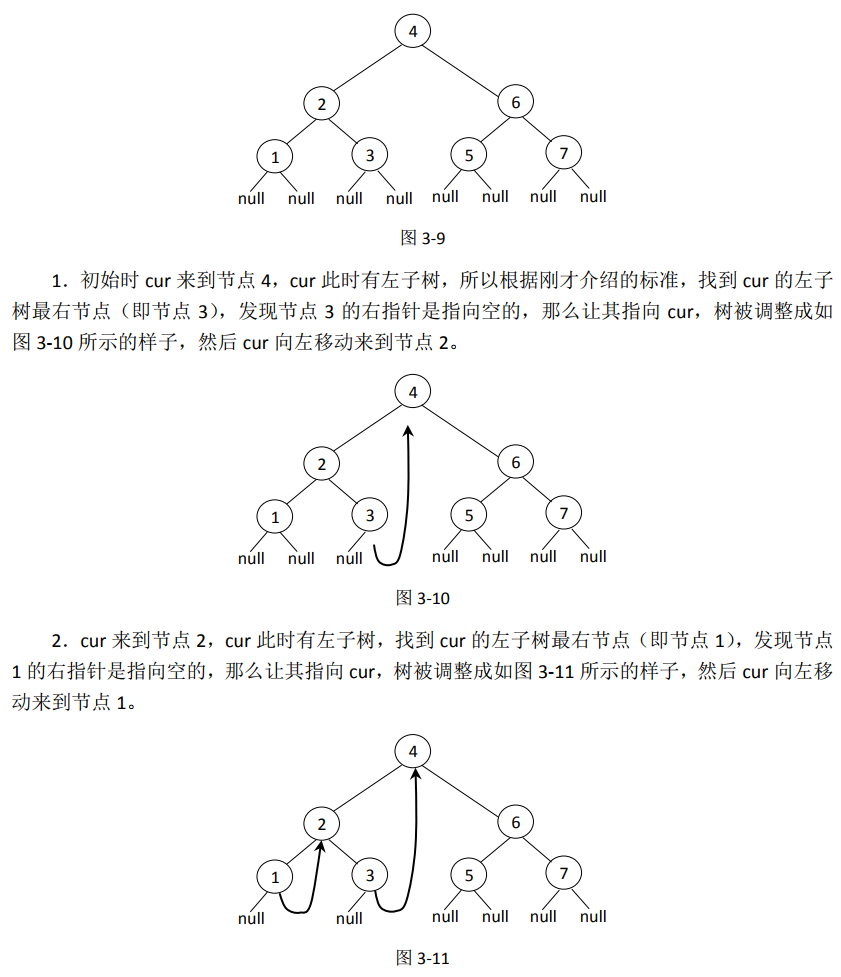 4
2
6
1
3
5
7
null null null null null null null null
图 3-9
1．初始时 cur 来到节点 4，cur 此时有左子树，所以根据刚才介绍的标准，找到 cur 的左子
树最右节点（即节点 3），发现节点 3 的右指针是指向空的，那么让其指向 cur，树被调整成如
图 3-10 所示的样子，然后 cur 向左移动来到节点 2。
4
2
6
1
3
5
7
null null null null null null null
图 3-10
2．cur 来到节点 2，cur 此时有左子树，找到 cur 的左子树最右节点（即节点 1），发现节点
1 的右指针是指向空的，那么让其指向 cur，树被调整成如图 3-11 所示的样子，然后 cur 向左移
动来到节点 1。
4
2
6
1
3
5
7
null null null null null null
图 3-11